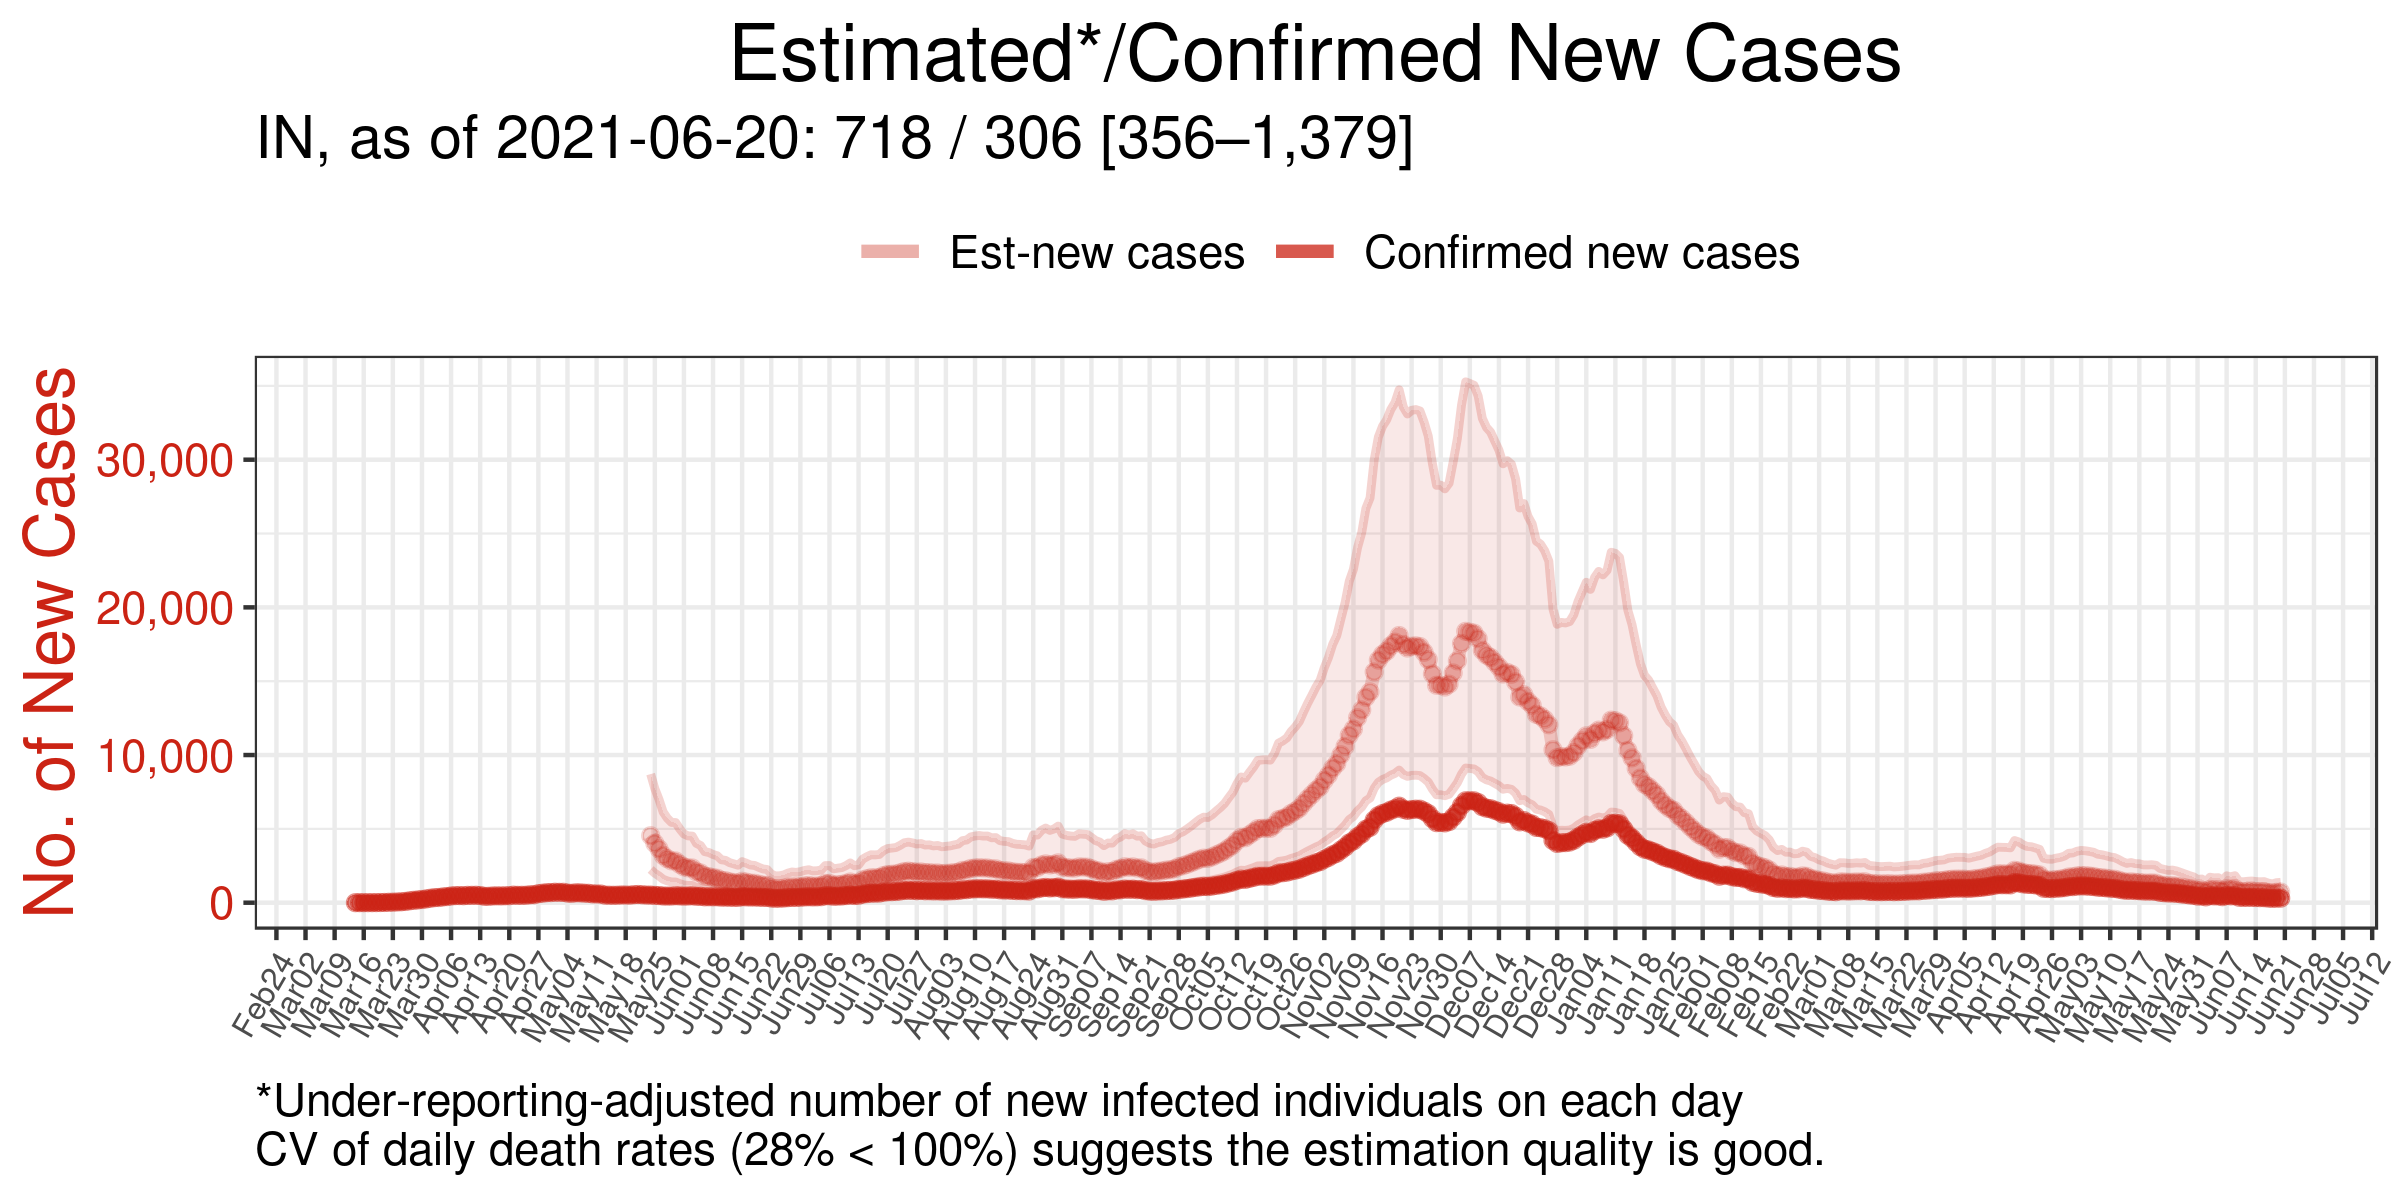 Estimated*/Confirmed New Cases
IN, as of 2021-06-20: 718 / 306 [356–1,379]
Est-new cases
Confirmed new cases
No. of New Cases
30,000
20,000
10,000
0
Feb24
Mar02
Mar09
Mar16
Mar23
Mar30
Apr06
Apr13
Apr20
Apr27
May04
May11
May18
May25
Jun01
Jun08
Jun15
Jun22
Jun29
Jul06
Jul13
Jul20
Jul27
Aug03
Aug10
Aug17
Aug24
Aug31
Sep07
Sep14
Sep21
Sep28
Oct05
Oct12
Oct19
Oct26
Nov02
Nov09
Nov16
Nov23
Nov30
Dec07
Dec14
Dec21
Dec28
Jan04
Jan11
Jan18
Jan25
Feb01
Feb08
Feb15
Feb22
Mar01
Mar08
Mar15
Mar22
Mar29
Apr05
Apr12
Apr19
Apr26
May03
May10
May17
May24
May31
Jun07
Jun14
Jun21
Jun28
Jul05
Jul12
*Under-reporting-adjusted number of new infected individuals on each day
CV of daily death rates (28% < 100%) suggests the estimation quality is good.